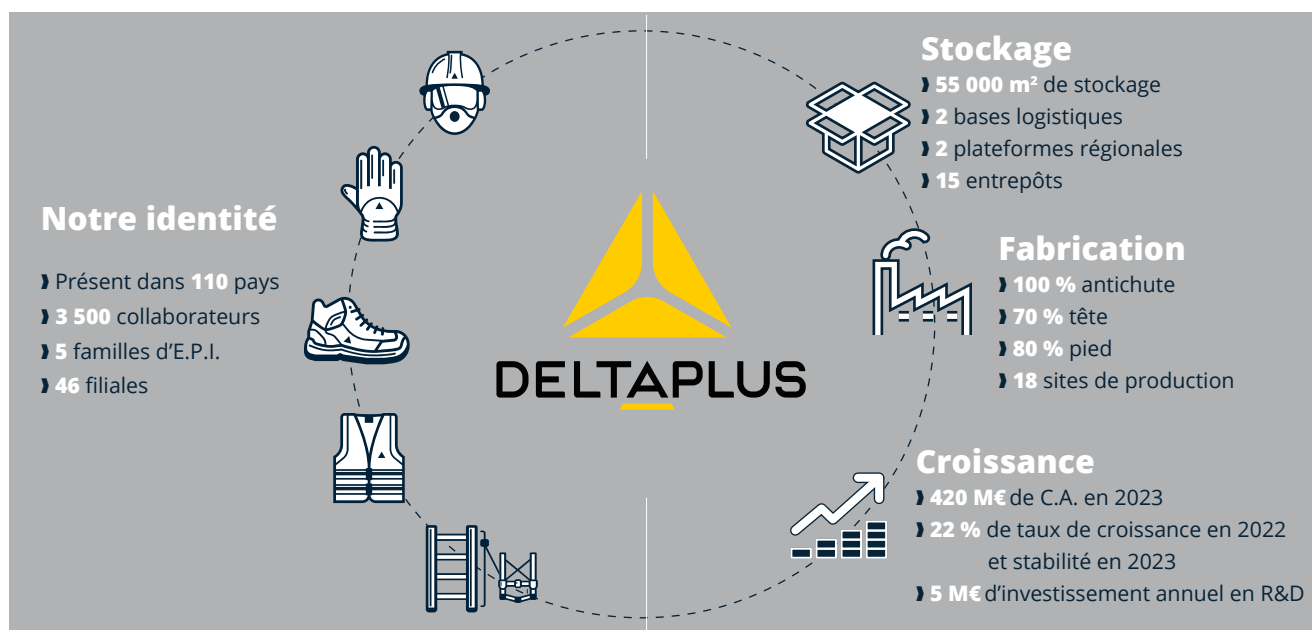 Notre identité
Présent dans 110 pays
3 500 collaborateurs
5 familles d’E.P.I.
46 filiales
DELTAPLUS
Stockage
55 000 m² de stockage
2 bases logistiques
2 plateformes régionales
15 entrepôts
Fabrication
100 % antichute
70 % tête
80 % pied
18 sites de production
Croissance
420 M€ de C.A. en 2023
22 % de taux de croissance en 2022
et stabilité en 2023
5 M€ d’investissement annuel en R&D